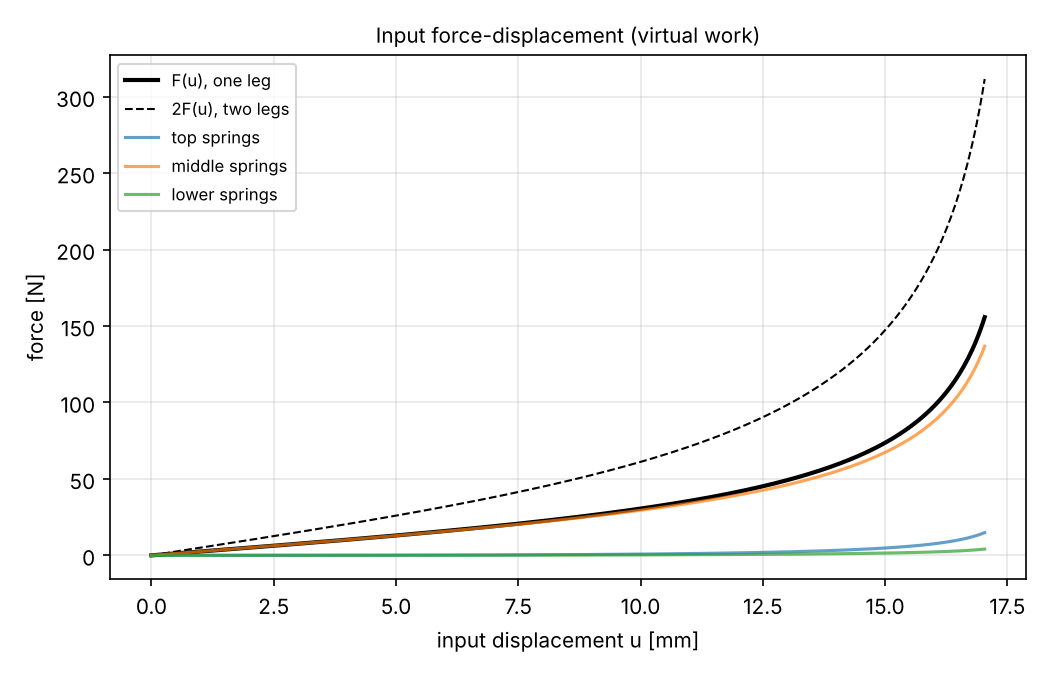 Input force-displacement (virtual work)
F(u), one leg
2F(u), two legs
top springs
middle springs
lower springs
force [N]
300
250
200
150
100
50
0
0.0 2.5 5.0 7.5 10.0 12.5 15.0 17.5
input displacement u [mm]